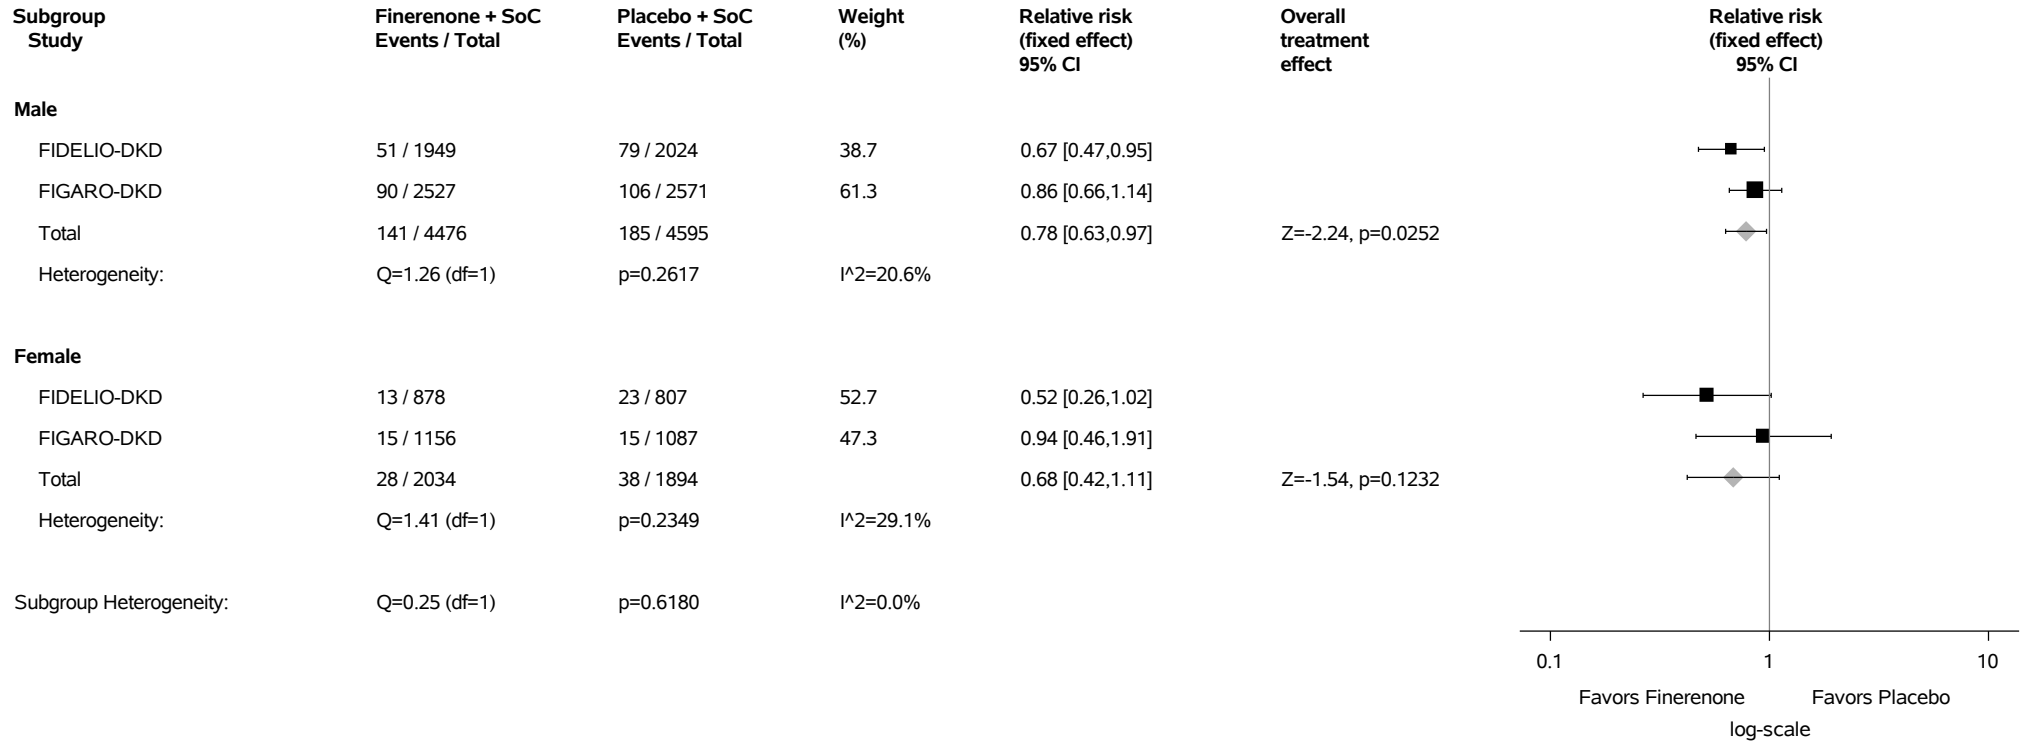 Subgroup Finerenone + SoC Placebo + SoC Weight Relative risk Overall Relative risk
Study Events / Total Events / Total (%) (fixed effect) treatment (fixed effect)
95% CI effect 95% CI
Male
FIDELIO-DKD 51 / 1949 79 / 2024 38.7 0.67 [0.47,0.95]
FIGARO-DKD 90 / 2527 106 / 2571 61.3 0.86 [0.66,1.14]
Total 141 / 4476 185 / 4595 0.78 [0.63,0.97] Z=-2.24, p=0.0252
Heterogeneity: Q=1.26 (df=1) p=0.2617 I^2=20.6%
Female
FIDELIO-DKD 13 / 878 23 / 807 52.7 0.52 [0.26,1.02]
FIGARO-DKD 15 / 1156 15 / 1087 47.3 0.94 [0.46,1.91]
Total 28 / 2034 38 / 1894 0.68 [0.42,1.11] Z=-1.54, p=0.1232
Heterogeneity: Q=1.41 (df=1) p=0.2349 I^2=29.1%
Subgroup Heterogeneity: Q=0.25 (df=1) p=0.6180 I^2=0.0%
0.1 1 10
Favors Finerenone Favors Placebo
log-scale